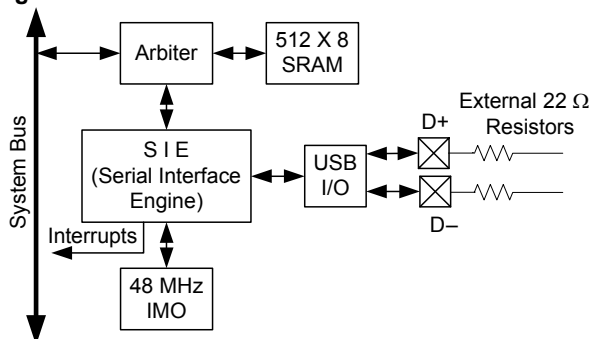 Arbiter
512 X 8
SRAM
System Bus
S I E
(Serial Interface
Engine)
USB
I/O
D+
D–
External 22 Ω
Resistors
Interrupts
48 MHz
IMO